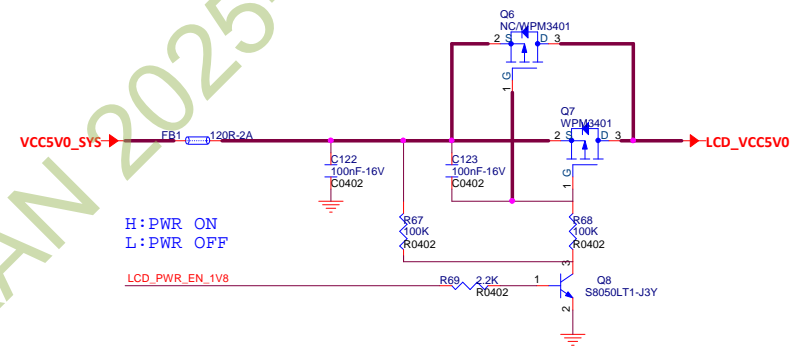 Q6
NC/WPM3401
2 S D 3
G
1
Q7
WPM3401
2 S D 3
G
1
VCC5V0_SYS
FB1 120R-2A
LCD_VCC5V0
C122
100nF-16V
C0402
C123
100nF-16V
C0402
H:PWR ON
L:PWR OFF
R67
100K
R0402
R68
100K
R0402
LCD_PWR_EN_1V8
R69 2.2K
R0402
1
3
2
Q8
S8050LT1-J3Y
AN 2025-